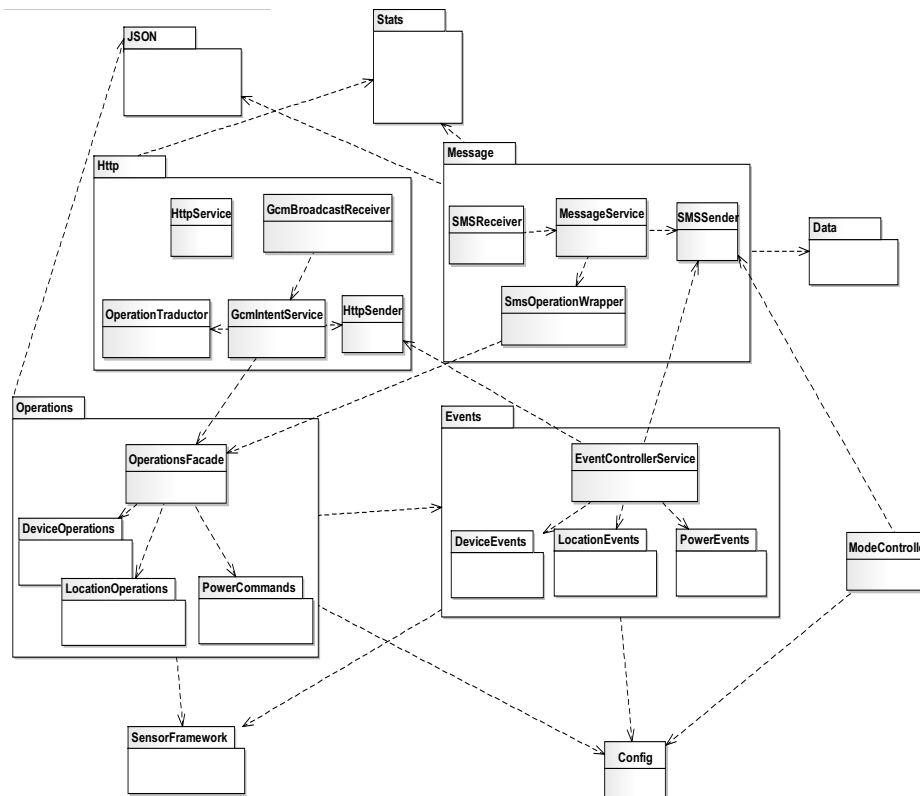 JSON
Stats
Http
Message
HttpService
GcmBroadcastReceiver
SMSReceiver
MessageService
SMSSender
Data
OperationTraductor
GcmIntentService
HttpSender
SmsOperationWrapper
Operations
Events
OperationsFacade
EventControllerService
DeviceOperations
DeviceEvents
LocationEvents
PowerEvents
ModeControlle
LocationOperations
PowerCommands
SensorFramework
Config